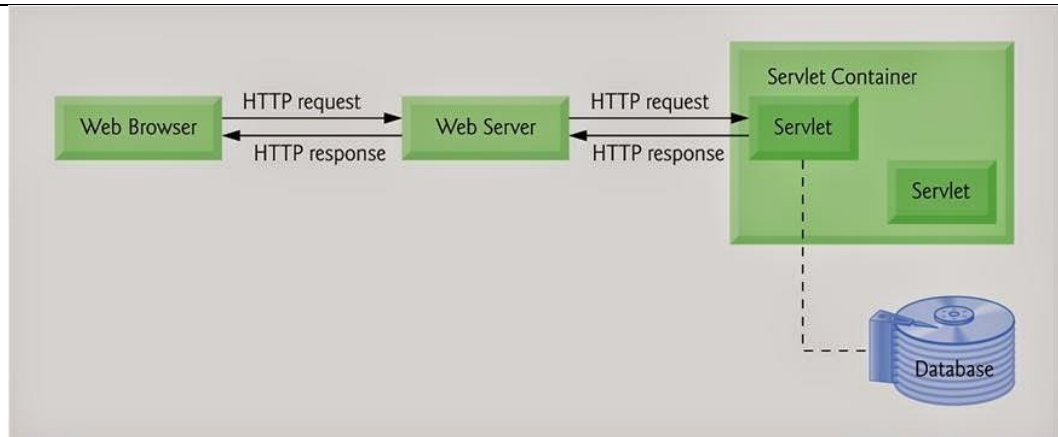 Servlet Container
HTTP request
HTTP request
Web Browser
Web Server
Servlet
HTTP response
HTTP response
Servlet
Database